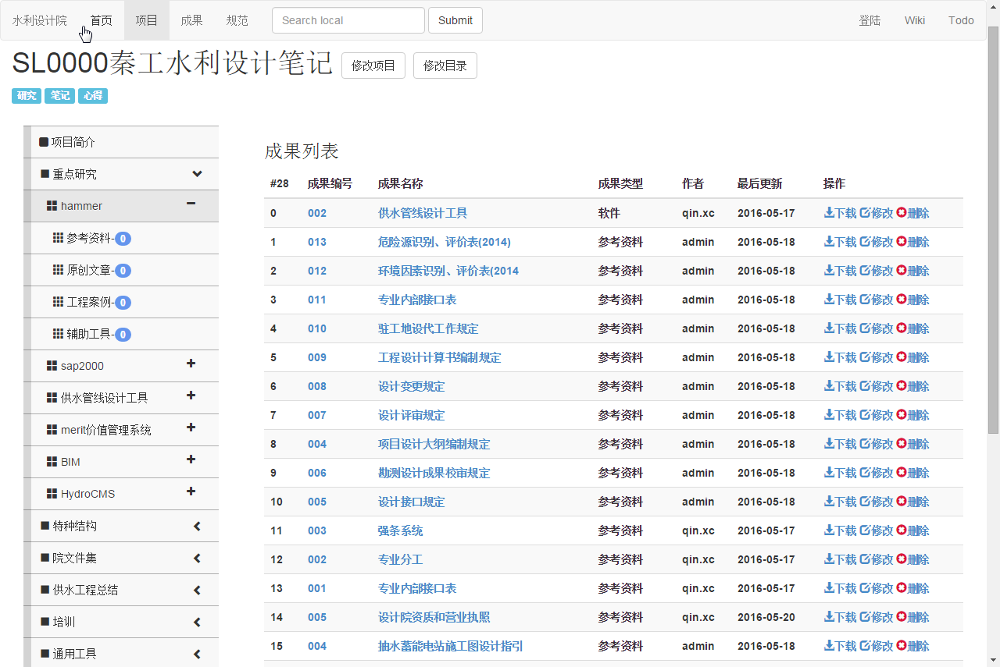 水利设计院 首页 项目 成果 规范 Search local Submit 登陆 Wiki Todo
SL0000秦工水利设计笔记 修改项目 修改目录
研究 笔记 心得
项目简介
重点研究
hammer
参考资料-0
原创文章-0
工程案例-0
辅助工具-0
sap2000
供水管线设计工具
merit价值管理系统
BIM
HydroCMS
特种结构
院文件集
供水工程总结
培训
通用工具
成果列表
#28 成果编号 成果名称 成果类型 作者 最后更新 操作
0 002 供水管线设计工具 软件 qin.xc 2016-05-17 下载 修改 删除
1 013 危险源识别、评价表(2014) 参考资料 admin 2016-05-18 下载 修改 删除
2 012 环境因素识别、评价表(2014 参考资料 admin 2016-05-18 下载 修改 删除
3 011 专业内部接口表 参考资料 admin 2016-05-18 下载 修改 删除
4 010 驻工地设代工作规定 参考资料 admin 2016-05-18 下载 修改 删除
5 009 工程设计计算书编制规定 参考资料 admin 2016-05-18 下载 修改 删除
6 008 设计变更规定 参考资料 admin 2016-05-18 下载 修改 删除
7 007 设计评审规定 参考资料 admin 2016-05-18 下载 修改 删除
8 004 项目设计大纲编制规定 参考资料 admin 2016-05-18 下载 修改 删除
9 006 勘测设计成果校审规定 参考资料 admin 2016-05-18 下载 修改 删除
10 005 设计接口规定 参考资料 admin 2016-05-18 下载 修改 删除
11 003 强条系统 参考资料 qin.xc 2016-05-17 下载 修改 删除
12 002 专业分工 参考资料 qin.xc 2016-05-17 下载 修改 删除
13 001 专业内部接口表 参考资料 qin.xc 2016-05-17 下载 修改 删除
14 005 设计院资质和营业执照 参考资料 qin.xc 2016-05-20 下载 修改 删除
15 004 抽水蓄能电站施工图设计指引 参考资料 admin 2016-05-18 下载 修改 删除